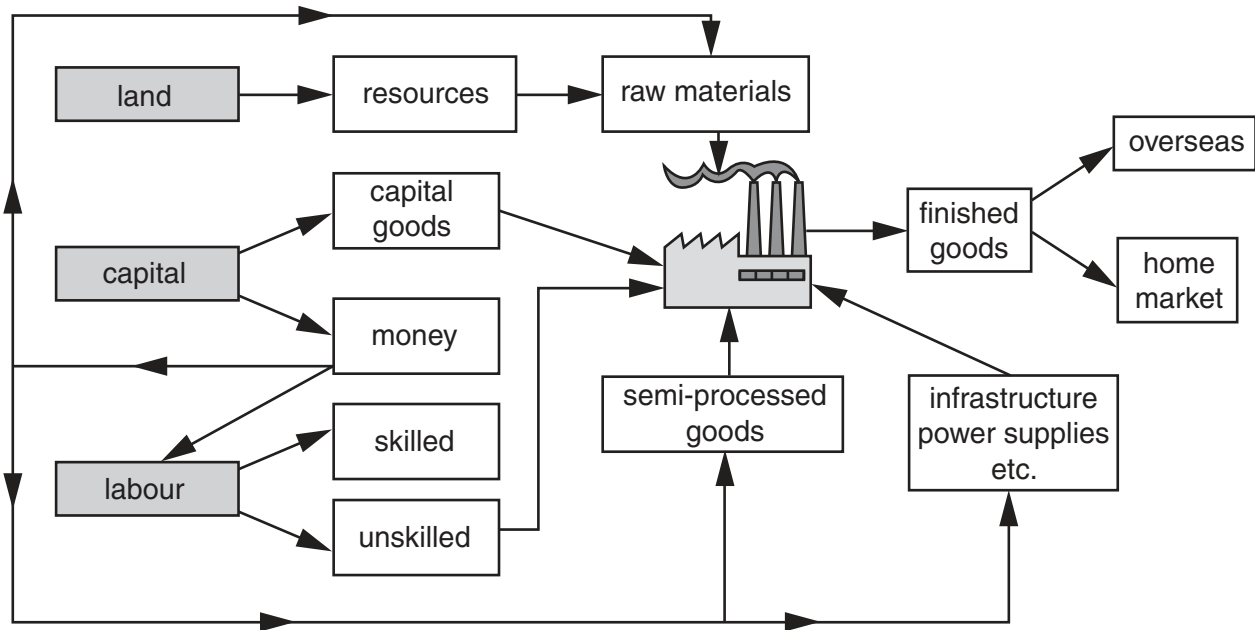 land
resources
raw materials
overseas
capital
goods
finished
goods
capital
home
market
money
semi-processed
goods
infrastructure
power supplies
etc.
skilled
labour
unskilled